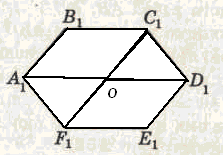 B₁ C₁
A₁ O D₁
F₁ E₁